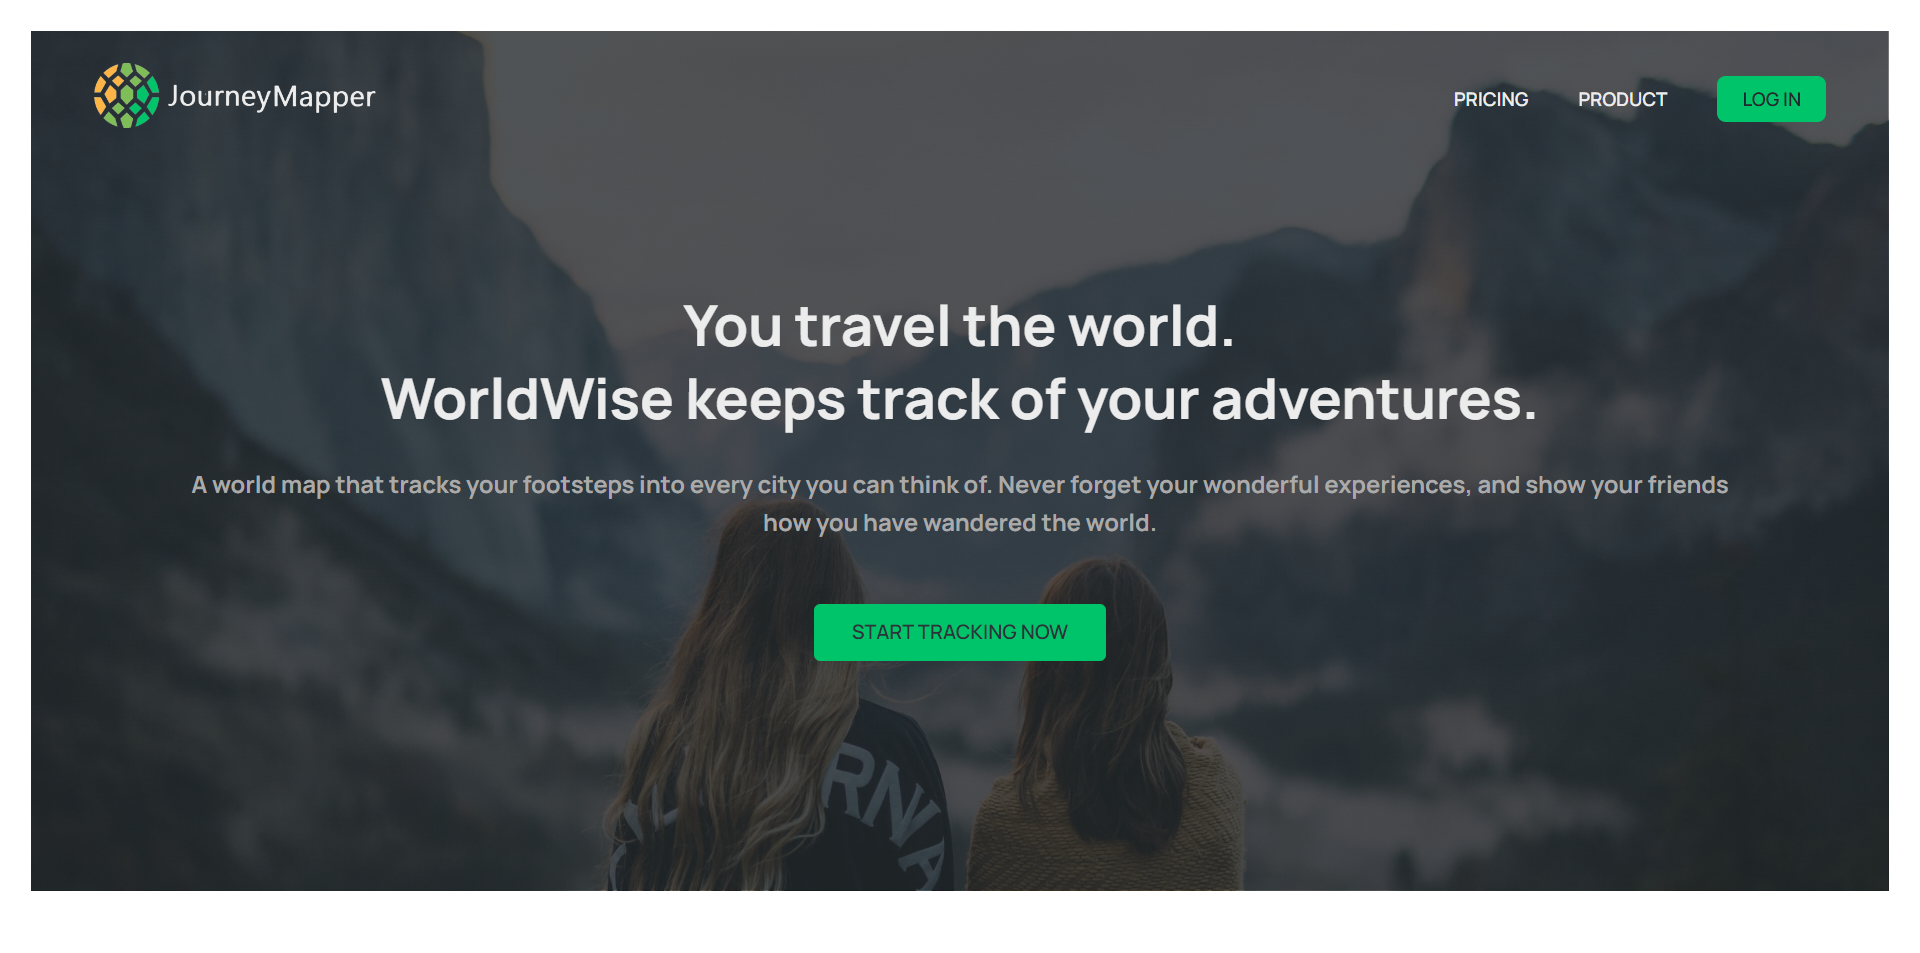 JourneyMapper
PRICING
PRODUCT
LOG IN
You travel the world.
WorldWise keeps track of your adventures.
A world map that tracks your footsteps into every city you can think of. Never forget your wonderful experiences, and show your friends
how you have wandered the world.
START TRACKING NOW
RNA